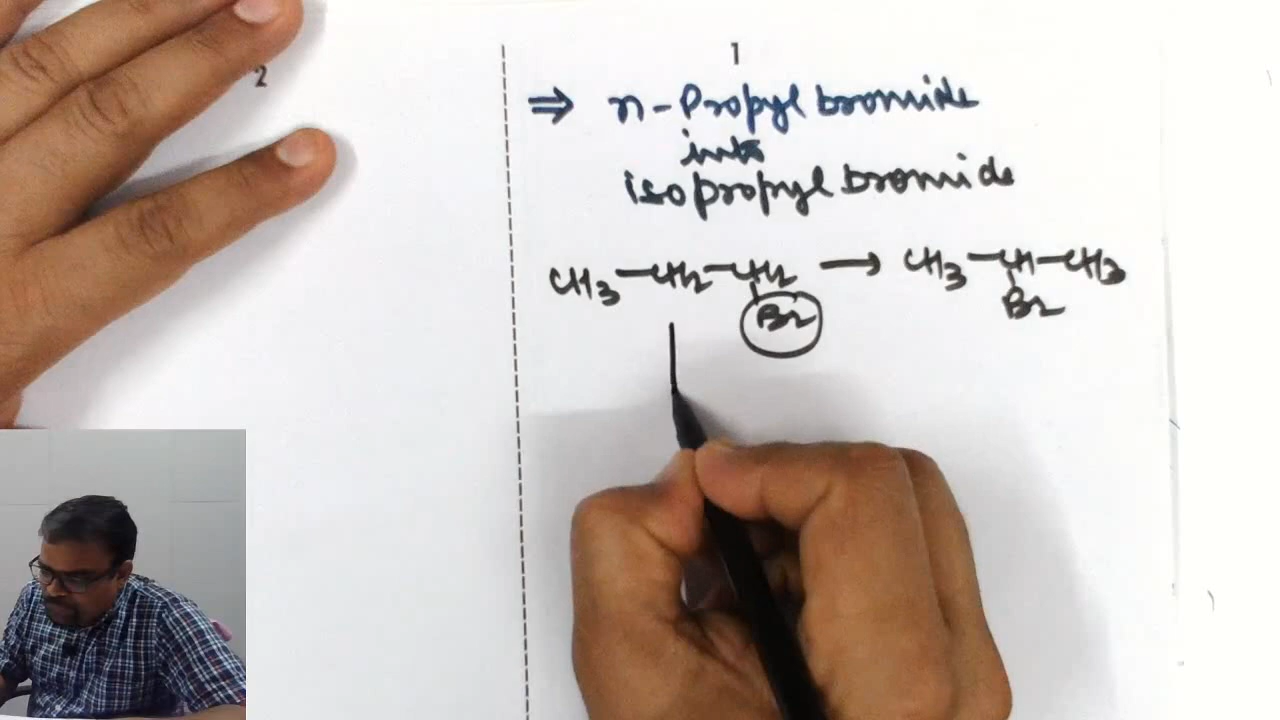 2
1
⇒ n-Propyl bromide
into
isopropyl bromide
CH3-CH2-CH2 → CH3-CH-CH3
Br Br